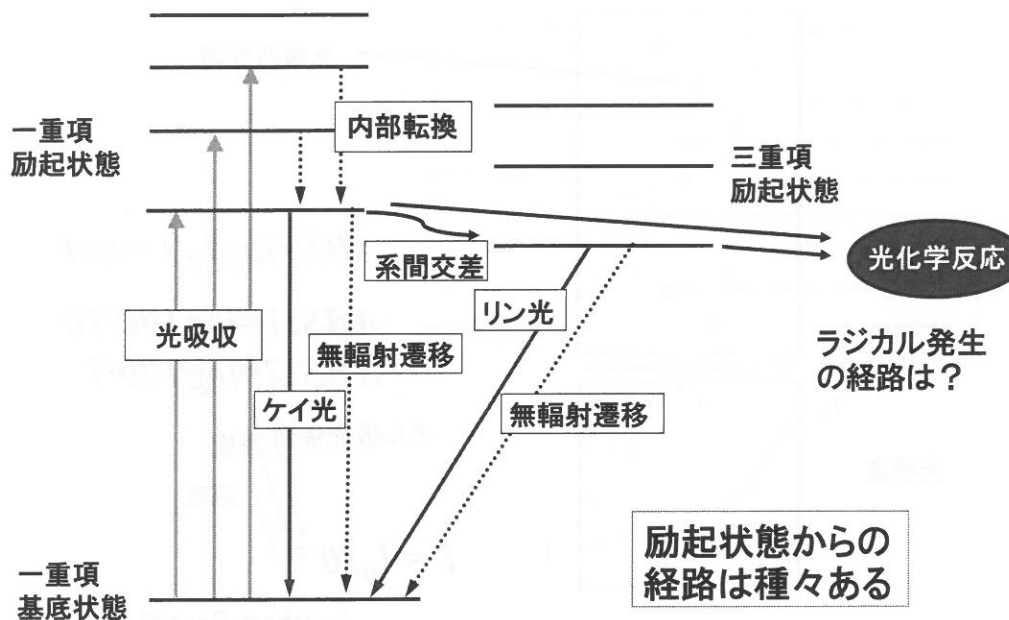 内部転換
一重項
励起状態
三重項
励起状態
系間交差
光化学反応
リン光
光吸収
無輻射遷移
ラジカル発生
の経路は？
ケイ光
無輻射遷移
励起状態からの
経路は種々ある
一重項
基底状態